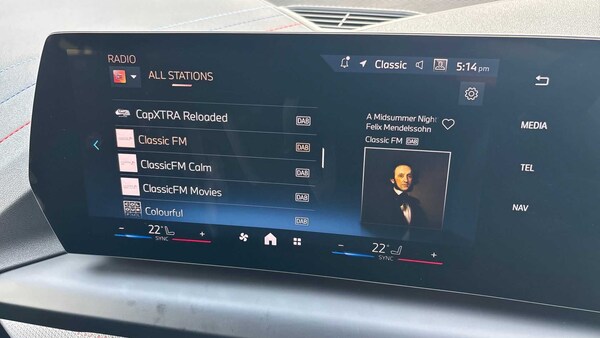 RADIO
ALL STATIONS
Classic
5:14 pm
CapXTRA Reloaded DAB
Classic FM DAB
ClassicFM Calm DAB
ClassicFM Movies DAB
Colourful DAB
A Midsummer Nigh
Felix Mendelssohn
Classic FM DAB
MEDIA
TEL
NAV
− 22° +
SYNC
− 22° +
SYNC